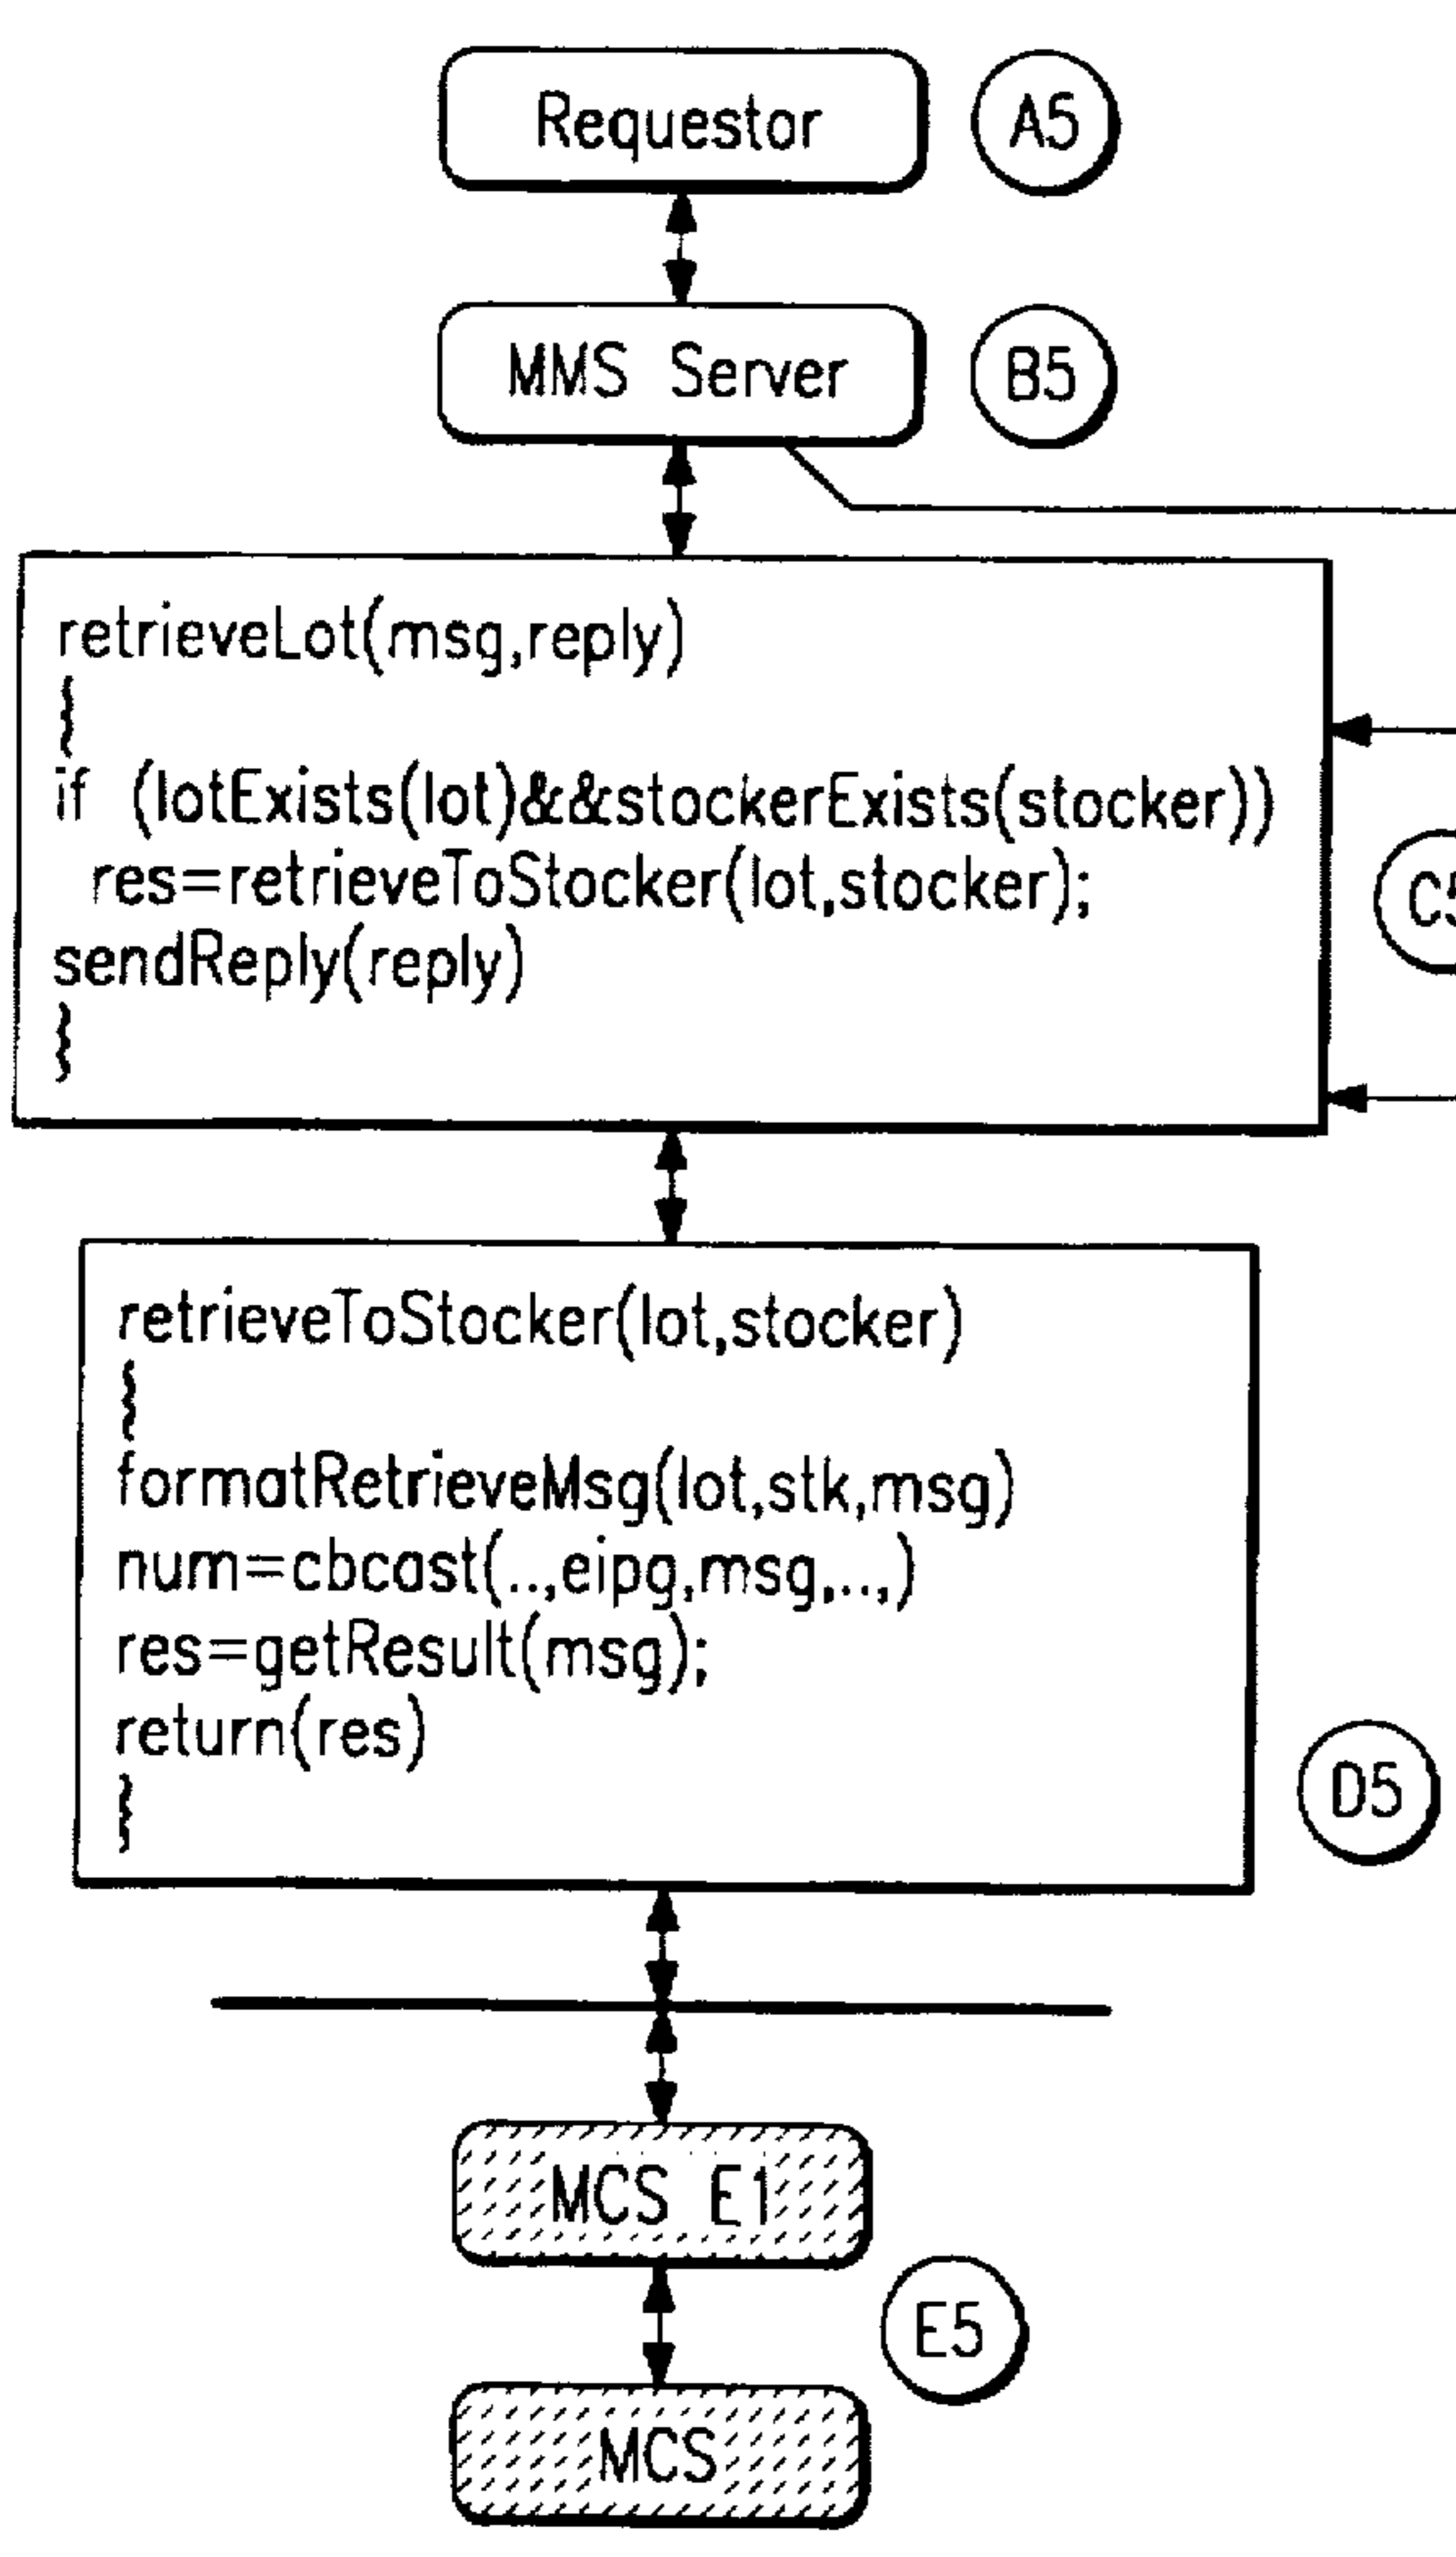 Requestor
A5
MMS Server
B5
retrieveLot(msg,reply)
{
if (lotExists(lot)&&stockerExists(stocker))
res=retrieveToStocker(lot,stocker);
sendReply(reply)
}
C5
retrieveToStocker(lot,stocker)
{
formatRetrieveMsg(lot,stk,msg)
num=cbcast(..,eipg,msg,..,)
res=getResult(msg);
return(res)
}
D5
MCS E1
E5
MCS